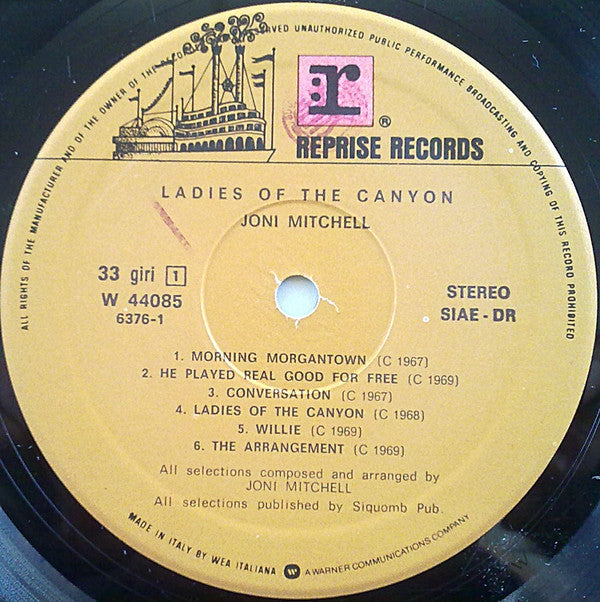 ALL RIGHTS OF THE MANUFACTURER AND OF THE OWNER OF THE RECORDED WORK RESERVED UNAUTHORIZED PUBLIC PERFORMANCE BROADCASTING AND COPYING OF THIS RECORD PROHIBITED
r
®
REPRISE RECORDS
LADIES OF THE CANYON
JONI MITCHELL
33 giri 1
W 44085
6376-1
STEREO
SIAE - DR
1. MORNING MORGANTOWN (C 1967)
2. HE PLAYED REAL GOOD FOR FREE (C 1969)
3. CONVERSATION (C 1967)
4. LADIES OF THE CANYON (C 1968)
5. WILLIE (C 1969)
6. THE ARRANGEMENT (C 1969)
All selections composed and arranged by
JONI MITCHELL
All selections published by Siquomb Pub.
MADE IN ITALY BY WEA ITALIANA W A WARNER COMMUNICATIONS COMPANY